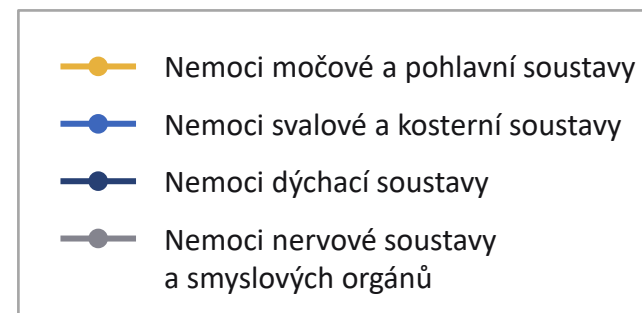 Nemoci močové a pohlavní soustavy
Nemoci svalové a kosterní soustavy
Nemoci dýchací soustavy
Nemoci nervové soustavy
a smyslových orgánů